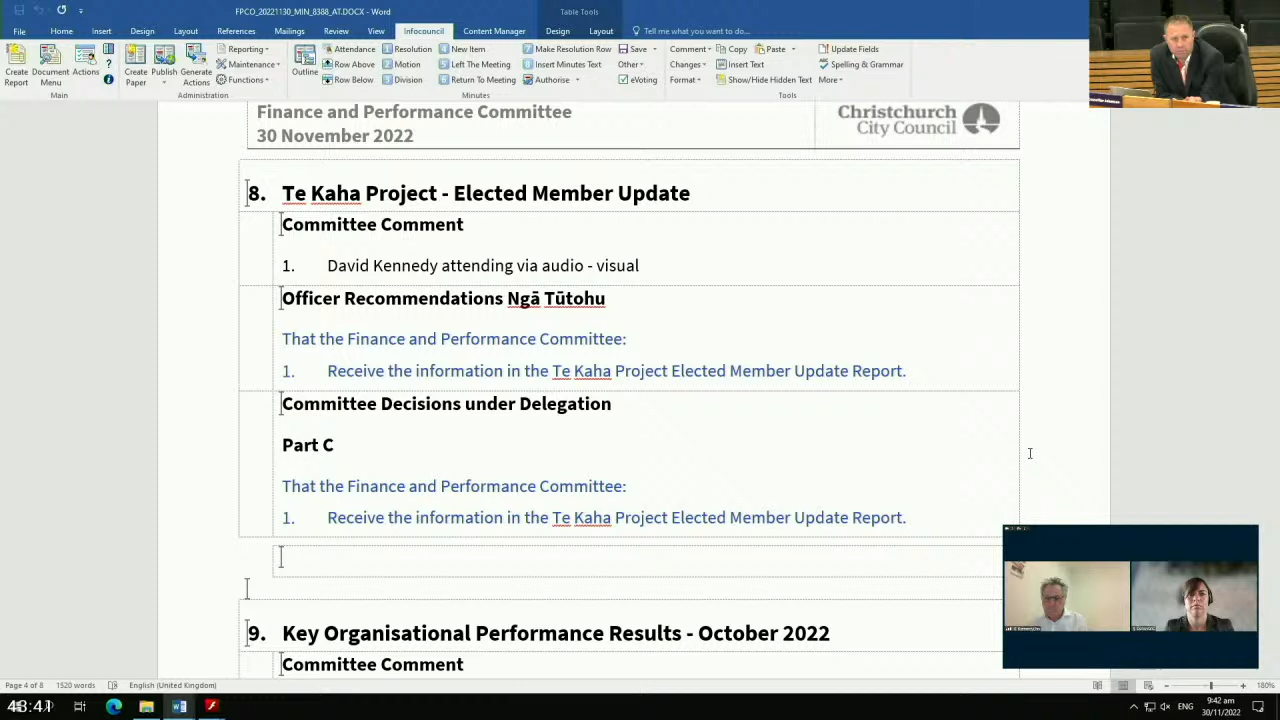 FPCO_20221130_MIN_8388_AT.DOCX - Word
Table Tools
File Home Insert Design Layout References Mailings Review View Infocouncil Content Manager Design Layout Tell me what you want to do...
Create Report
Document Menu
Actions
Main
Create Paper
Publish
Generate Actions
Reporting
Maintenance
Functions
Administration
Outline
Attendance
Row Above
Row Below
Resolution
Motion
Division
New Item
Left The Meeting
Return To Meeting
Make Resolution Row
Insert Minutes Text
Authorise
Save
Other
eVoting
Minutes
Comment
Changes
Format
Copy
Paste
Insert Text
Show/Hide Hidden Text
Update Fields
Spelling & Grammar
More
Tools
Finance and Performance Committee
30 November 2022
Christchurch
City Council
8. Te Kaha Project - Elected Member Update
Committee Comment
1. David Kennedy attending via audio - visual
Officer Recommendations Ngā Tūtohu
That the Finance and Performance Committee:
1. Receive the information in the Te Kaha Project Elected Member Update Report.
Committee Decisions under Delegation
Part C
That the Finance and Performance Committee:
1. Receive the information in the Te Kaha Project Elected Member Update Report.
9. Key Organisational Performance Results - October 2022
Committee Comment
Page 4 of 8 1520 words English (United Kingdom)
180%
ENG
9:42 am
30/11/2022